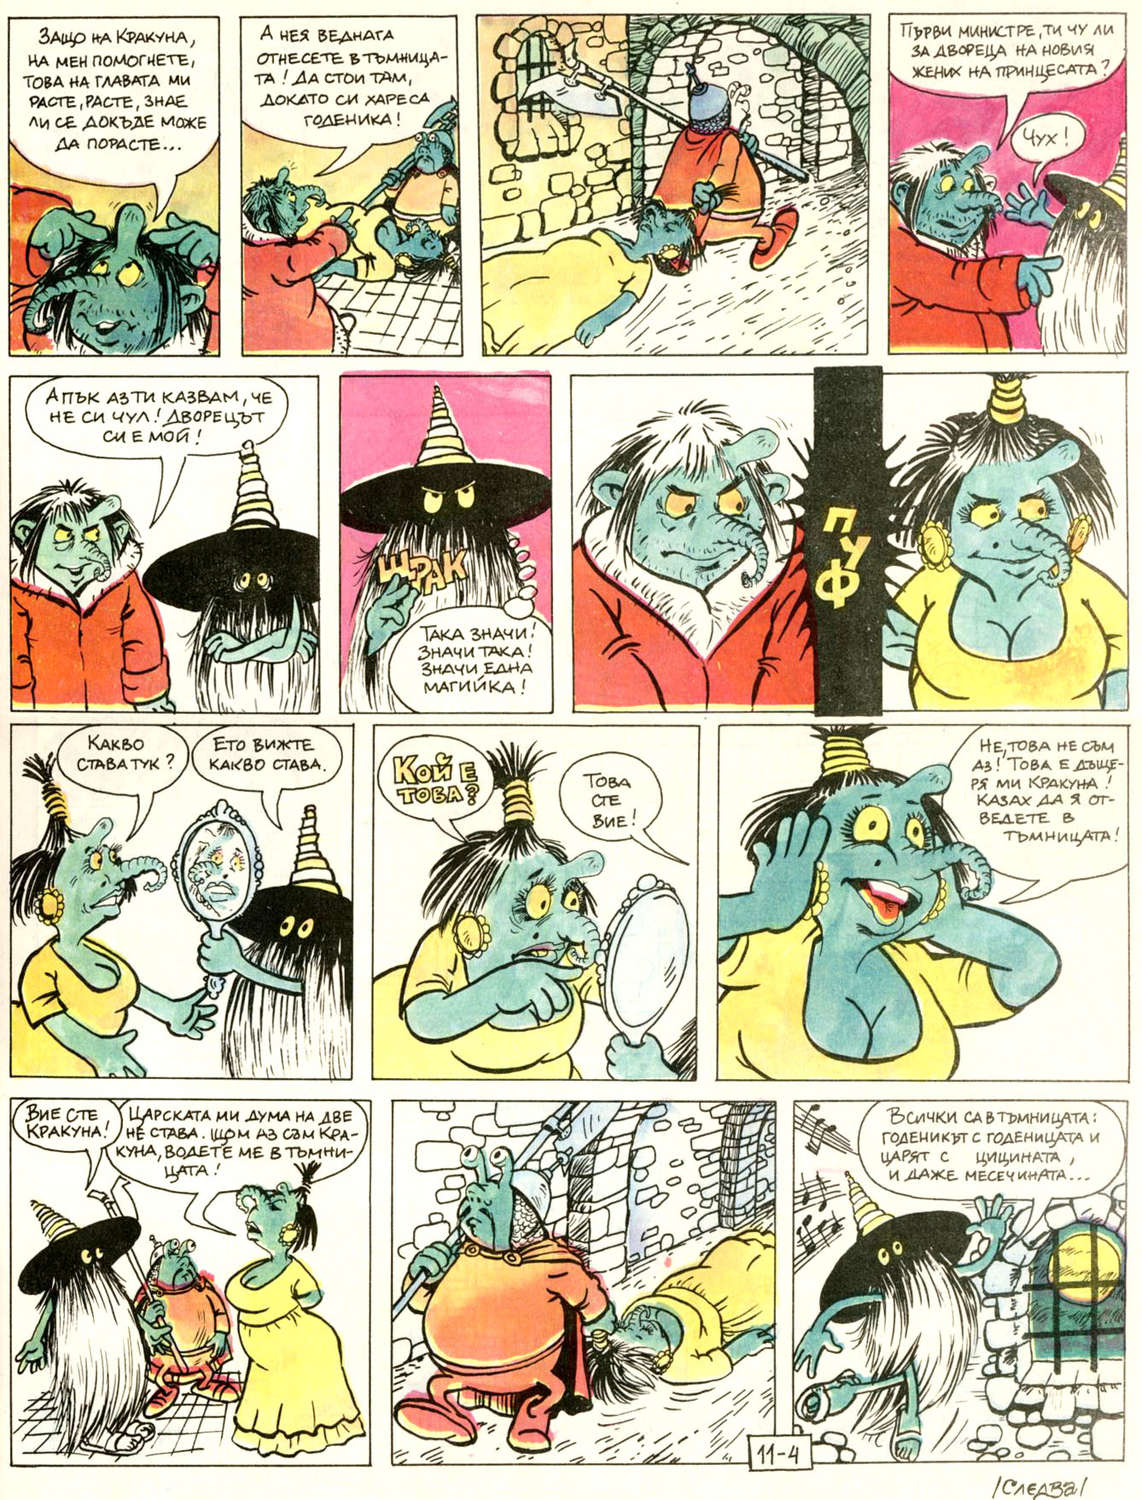 ЗАЩО НА КРАКУНА,
НА МЕН ПОМОГНЕТЕ,
ТОВА НА ГЛАВАТА МИ
РАСТЕ, РАСТЕ, ЗНАЕ
ЛИ СЕ ДОКЪДЕ МОЖЕ
ДА ПОРАСТЕ...
А НЕЯ ВЕДНАГА
ОТНЕСЕТЕ В ТЪМНИЦА-
ТА! ДА СТОИ ТАМ,
ДОКАТО СИ ХАРЕСА
ГОДЕНИКА!
ПЪРВИ МИНИСТРЕ, ТИ ЧУ ЛИ
ЗА ДВОРЕЦА НА НОВИЯ
ЖЕНИХ НА ПРИНЦЕСАТА?
ЧУХ!
А ПЪК АЗ ТИ КАЗВАМ, ЧЕ
НЕ СИ ЧУЛ! ДВОРЕЦЪТ
СИ Е МОЙ!
ЩРАК
ТАКА ЗНАЧИ!
ЗНАЧИ ТАКА!
ЗНАЧИ ЕДНА
МАГИЙКА!
ПУФ
КАКВО
СТАВА ТУК?
ЕТО ВИЖТЕ
КАКВО СТАВА.
КОЙ Е
ТОВА?
ТОВА
СТЕ
ВИЕ!
НЕ, ТОВА НЕ СЪМ
АЗ! ТОВА Е ДЪЩЕ-
РЯ МИ КРАКУНА!
КАЗАХ ДА Я ОТ-
ВЕДЕТЕ В
ТЪМНИЦАТА!
ВИЕ СТЕ
КРАКУНА!
ЦАРСКАТА МИ ДУМА НА ДВЕ
НЕ СТАВА. ЩОМ АЗ СЪМ КРА-
КУНА, ВОДЕТЕ МЕ В ТЪМНИ-
ЦАТА!
ВСИЧКИ СА В ТЪМНИЦАТА:
ГОДЕНИКЪТ С ГОДЕНИЦАТА И
ЦАРЯТ С ЦИЦИНАТА,
И ДАЖЕ МЕСЕЧИНАТА...
11-4
/СЛЕДВА/